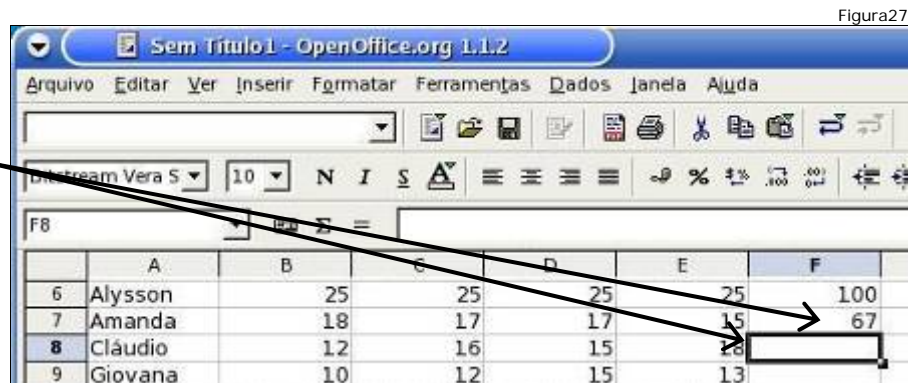 Figura27
Sem Título1 - OpenOffice.org 1.1.2
Arquivo Editar Ver Inserir Formatar Ferramentas Dados Janela Ajuda
Bitstream Vera S 10 N I S A %
F8 Σ =
A B C D E F
6 Alysson 25 25 25 25 100
7 Amanda 18 17 17 15 67
8 Cláudio 12 16 15 18
9 Giovana 10 12 15 13